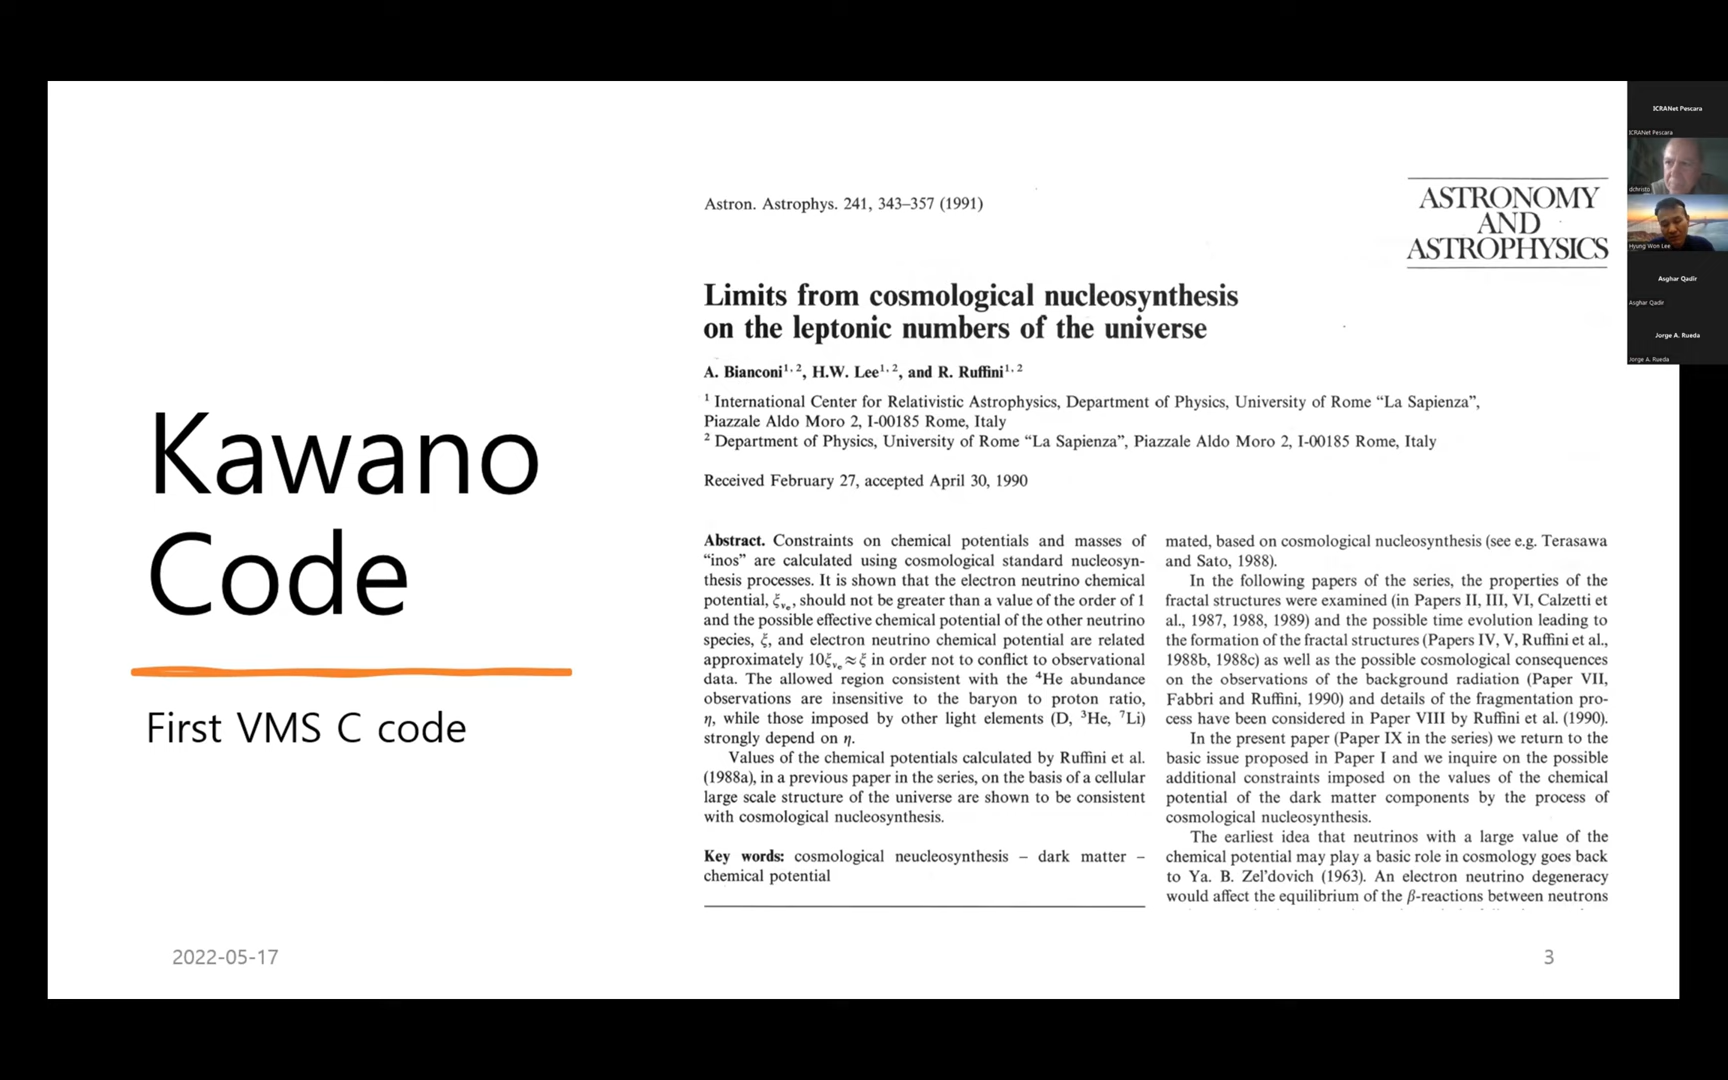 Kawano
Code
First VMS C code
2022-05-17
3
Astron. Astrophys. 241, 343–357 (1991)
ASTRONOMY
AND
ASTROPHYSICS
Limits from cosmological nucleosynthesis
on the leptonic numbers of the universe
A. Bianconi¹,², H.W. Lee¹,², and R. Ruffini¹,²
¹ International Center for Relativistic Astrophysics, Department of Physics, University of Rome “La Sapienza”,
Piazzale Aldo Moro 2, I-00185 Rome, Italy
² Department of Physics, University of Rome “La Sapienza”, Piazzale Aldo Moro 2, I-00185 Rome, Italy
Received February 27, accepted April 30, 1990
Abstract. Constraints on chemical potentials and masses of
“inos” are calculated using cosmological standard nucleosyn-
thesis processes. It is shown that the electron neutrino chemical
potential, ξνₑ, should not be greater than a value of the order of 1
and the possible effective chemical potential of the other neutrino
species, ξ, and electron neutrino chemical potential are related
approximately 10ξνₑ ≈ ξ in order not to conflict to observational
data. The allowed region consistent with the ⁴He abundance
observations are insensitive to the baryon to proton ratio,
η, while those imposed by other light elements (D, ³He, ⁷Li)
strongly depend on η.
Values of the chemical potentials calculated by Ruffini et al.
(1988a), in a previous paper in the series, on the basis of a cellular
large scale structure of the universe are shown to be consistent
with cosmological nucleosynthesis.
Key words: cosmological neucleosynthesis – dark matter –
chemical potential
mated, based on cosmological nucleosynthesis (see e.g. Terasawa
and Sato, 1988).
In the following papers of the series, the properties of the
fractal structures were examined (in Papers II, III, VI, Calzetti et
al., 1987, 1988, 1989) and the possible time evolution leading to
the formation of the fractal structures (Papers IV, V, Ruffini et al.,
1988b, 1988c) as well as the possible cosmological consequences
on the observations of the background radiation (Paper VII,
Fabbri and Ruffini, 1990) and details of the fragmentation pro-
cess have been considered in Paper VIII by Ruffini et al. (1990).
In the present paper (Paper IX in the series) we return to the
basic issue proposed in Paper I and we inquire on the possible
additional constraints imposed on the values of the chemical
potential of the dark matter components by the process of
cosmological nucleosynthesis.
The earliest idea that neutrinos with a large value of the
chemical potential may play a basic role in cosmology goes back
to Ya. B. Zel’dovich (1963). An electron neutrino degeneracy
would affect the equilibrium of the β-reactions between neutrons
ICRANet Pescara
ICRANet Pescara
dchristo
Hyung Won Lee
Asghar Qadir
Asghar Qadir
Jorge A. Rueda
Jorge A. Rueda